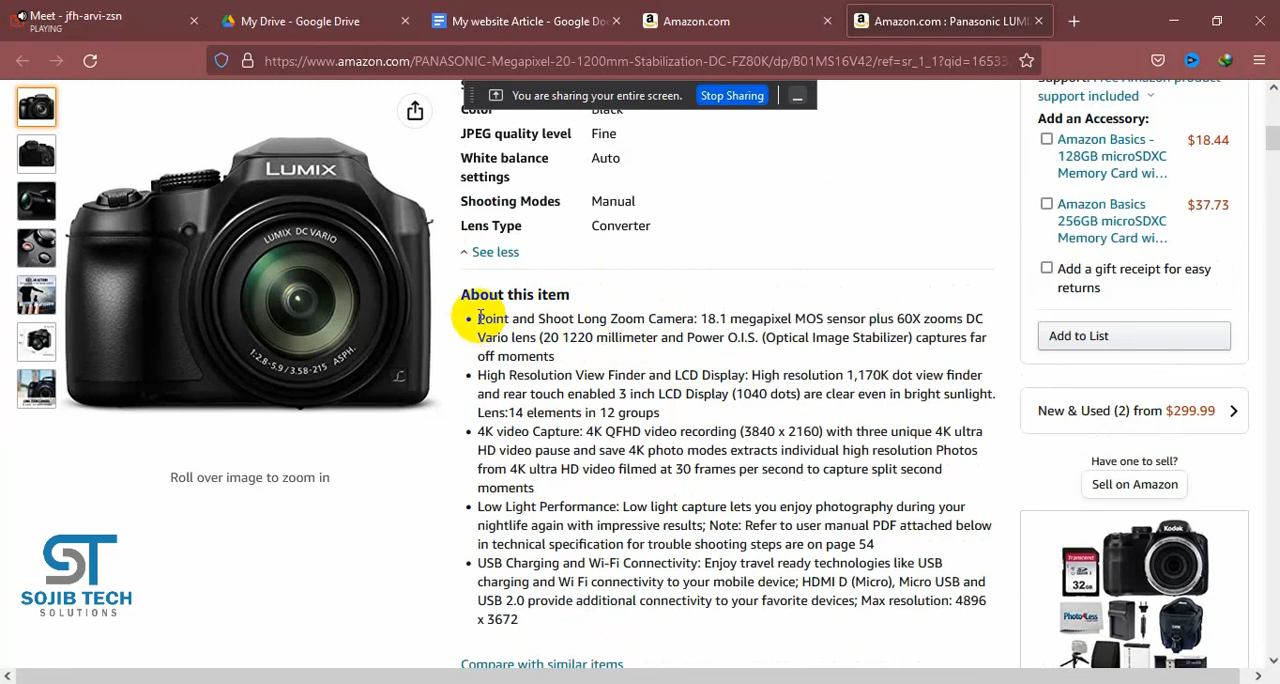 Meet - jfh-arvi-zsn
PLAYING
My Drive - Google Drive
My website Article - Google Do
Amazon.com
Amazon.com : Panasonic LUMI
https://www.amazon.com/PANASONIC-Megapixel-20-1200mm-Stabilization-DC-FZ80K/dp/B01MS16V42/ref=sr_1_1?qid=16533
You are sharing your entire screen.
Stop Sharing
Color Black
JPEG quality level Fine
White balance Auto
settings
Shooting Modes Manual
Lens Type Converter
See less
About this item
• Point and Shoot Long Zoom Camera: 18.1 megapixel MOS sensor plus 60X zooms DC
Vario lens (20 1220 millimeter and Power O.I.S. (Optical Image Stabilizer) captures far
off moments
• High Resolution View Finder and LCD Display: High resolution 1,170K dot view finder
and rear touch enabled 3 inch LCD Display (1040 dots) are clear even in bright sunlight.
Lens:14 elements in 12 groups
• 4K video Capture: 4K QFHD video recording (3840 x 2160) with three unique 4K ultra
HD video pause and save 4K photo modes extracts individual high resolution Photos
from 4K ultra HD video filmed at 30 frames per second to capture split second
moments
• Low Light Performance: Low light capture lets you enjoy photography during your
nightlife again with impressive results; Note: Refer to user manual PDF attached below
in technical specification for trouble shooting steps are on page 54
• USB Charging and Wi-Fi Connectivity: Enjoy travel ready technologies like USB
charging and Wi Fi connectivity to your mobile device; HDMI D (Micro), Micro USB and
USB 2.0 provide additional connectivity to your favorite devices; Max resolution: 4896
x 3672
Compare with similar items
LUMIX
LUMIX DC VARIO
1:2.8-5.9/3.58-215 ASPH.
L
Roll over image to zoom in
ST
SOJIB TECH
SOLUTIONS
Support: Free Amazon product
support included
Add an Accessory:
Amazon Basics - $18.44
128GB microSDXC
Memory Card wi...
Amazon Basics $37.73
256GB microSDXC
Memory Card wi...
Add a gift receipt for easy
returns
Add to List
New & Used (2) from $299.99
Have one to sell?
Sell on Amazon
Kodak
Transcend
32
GB
Photo4Less